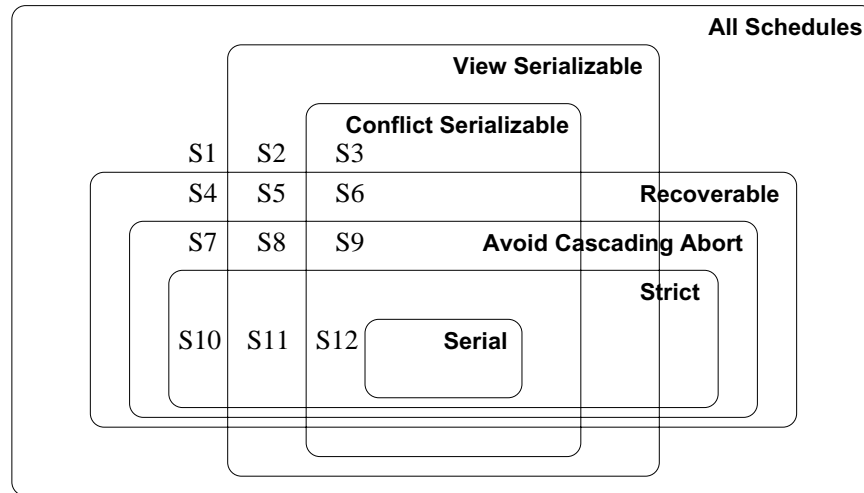 All Schedules
View Serializable
Conflict Serializable
S1 S2 S3
S4 S5 S6 Recoverable
S7 S8 S9 Avoid Cascading Abort
Strict
S10 S11 S12 Serial